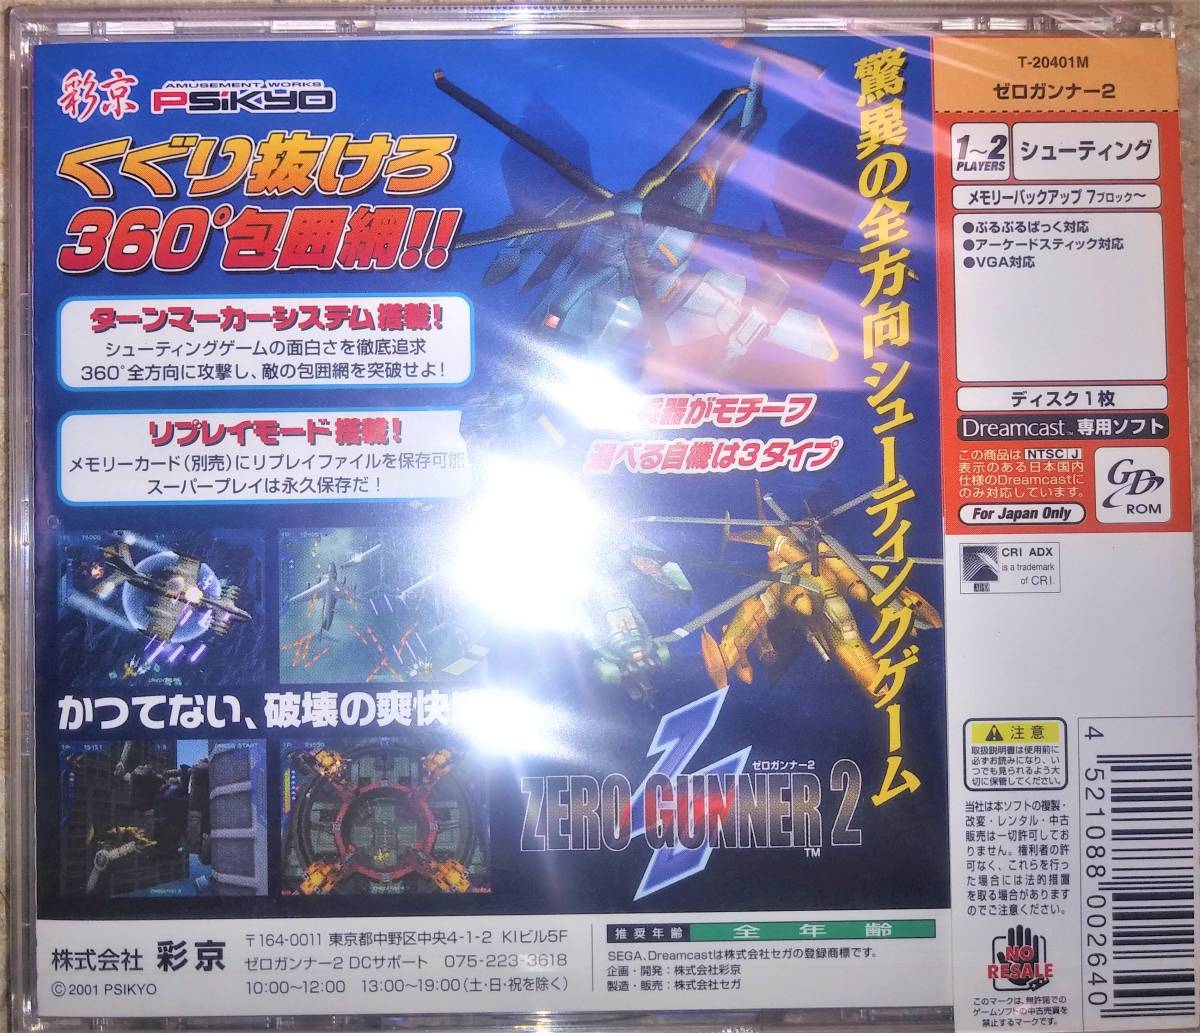 彩京
AMUSEMENT WORKS
PSiKYO
くぐり抜けろ
360°包囲網!!
ターンマーカーシステム搭載!
シューティングゲームの面白さを徹底追求
360°全方向に攻撃し、敵の包囲網を突破せよ!
リプレイモード搭載!
メモリーカード(別売)にリプレイファイルを保存可能
スーパープレイは永久保存だ!
驚異の全方向シューティングゲーム
兵器がモチーフ
選べる自機は3タイプ
かつてない、破壊の爽快
ゼロガンナー2
ZERO GUNNER 2
TM
T-20401M
ゼロガンナー2
1~2
PLAYERS
シューティング
メモリーバックアップ 7ブロック~
●ぷるぷるぱっく対応
●アーケードスティック対応
●VGA対応
ディスク1枚
Dreamcast™専用ソフト
この商品は NTSC J
表示のある日本国内
仕様のDreamcastに
のみ対応しています。
For Japan Only
GD
ROM
CRI ADX
is a trademark
of CRI.
注意
取扱説明書は使用前に
必ずお読みになり、い
つでも見られるよう大
切に保管してください。
当社は本ソフトの複製・
改変・レンタル・中古
販売は一切許可してお
りません。権利者の許
可なく、これらを行っ
た場合には法的措置
を取る場合があります
のでご注意ください。
4 521088 002640
NO
RESALE
このマークは、無許諾での
ゲームソフトの中古売買を
禁止するマークです。
株式会社 彩京
© 2001 PSIKYO
〒164-0011 東京都中野区中央4-1-2 KIビル5F
ゼロガンナー2 DCサポート 075-223-3618
10:00~12:00 13:00~19:00(土・日・祝を除く)
推奨年齢
全年齢
SEGA、Dreamcastは株式会社セガの登録商標です。
企画・開発:株式会社彩京
製造・販売:株式会社セガ